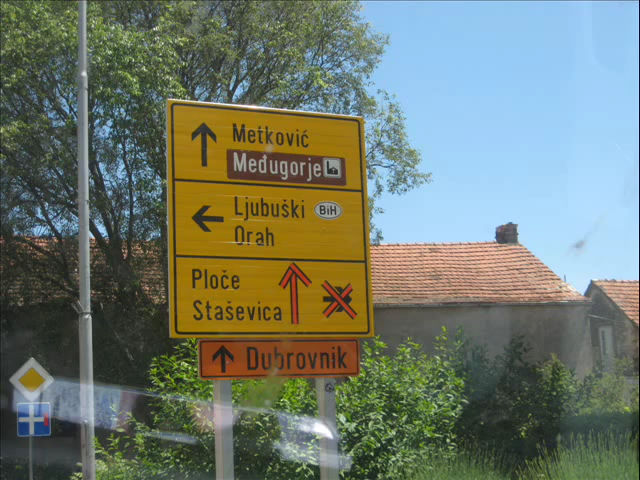 Metković
Međugorje
Ljubuški BiH
Orah
Ploče
Staševica
Dubrovnik